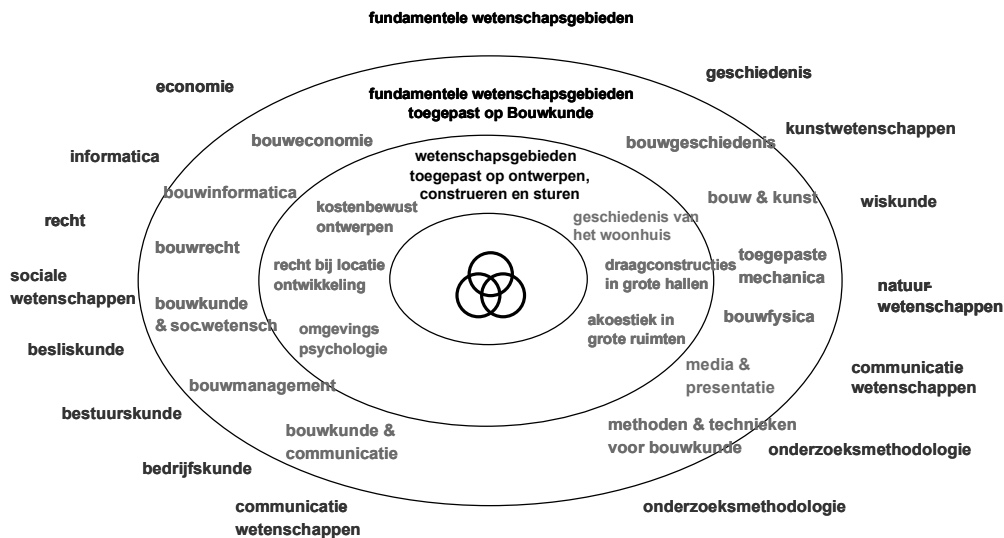 fundamentele wetenschapsgebieden
geschiedenis
economie
fundamentele wetenschapsgebieden
toegepast op Bouwkunde
kunstwetenschappen
bouweconomie
bouwgeschiedenis
informatica
wetenschapsgebieden
toegepast op ontwerpen,
construeren en sturen
bouwinformatica
bouw & kunst
wiskunde
kostenbewust
ontwerpen
geschiedenis van
het woonhuis
recht
bouwrecht
toegepaste
mechanica
recht bij locatie
ontwikkeling
draagconstructies
in grote hallen
sociale
wetenschappen
natuur-
wetenschappen
bouwkunde
& soc.wetensch
bouwfysica
omgevings
psychologie
akoestiek in
grote ruimten
besliskunde
media &
presentatie
communicatie
wetenschappen
bouwmanagement
bestuurskunde
bouwkunde &
communicatie
methoden & technieken
voor bouwkunde
onderzoeksmethodologie
bedrijfskunde
communicatie
wetenschappen
onderzoeksmethodologie